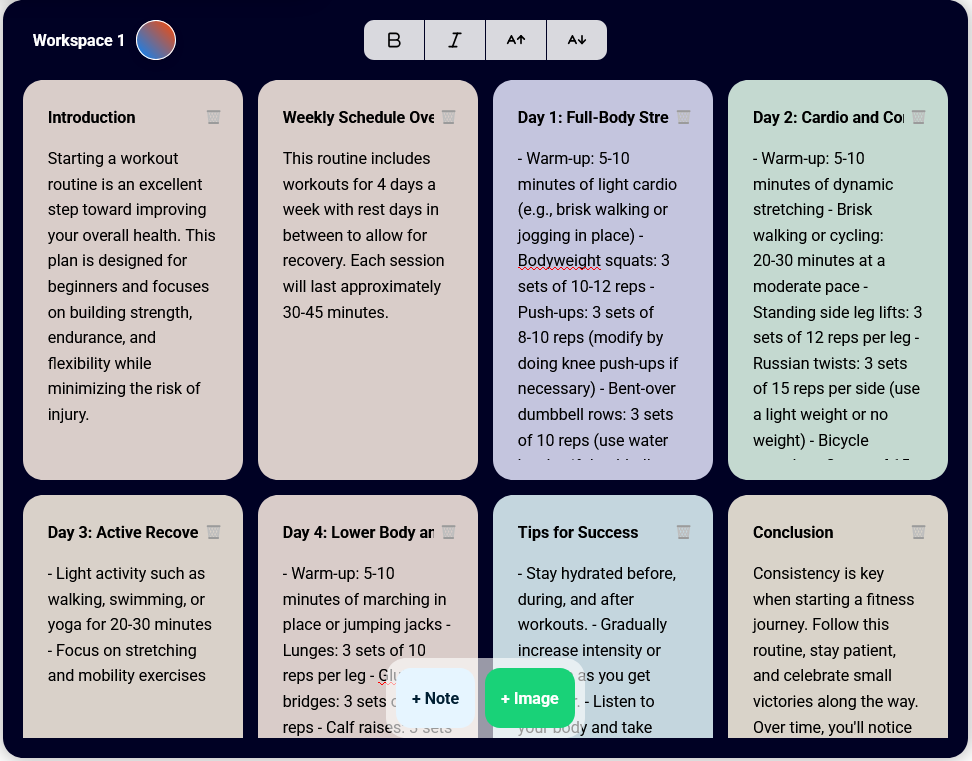 Workspace 1
B I A↑ A↓
Introduction
Starting a workout
routine is an excellent
step toward improving
your overall health. This
plan is designed for
beginners and focuses
on building strength,
endurance, and
flexibility while
minimizing the risk of
injury.
Weekly Schedule Ove
This routine includes
workouts for 4 days a
week with rest days in
between to allow for
recovery. Each session
will last approximately
30-45 minutes.
Day 1: Full-Body Stre
- Warm-up: 5-10
minutes of light cardio
(e.g., brisk walking or
jogging in place) -
Bodyweight squats: 3
sets of 10-12 reps -
Push-ups: 3 sets of
8-10 reps (modify by
doing knee push-ups if
necessary) - Bent-over
dumbbell rows: 3 sets
of 10 reps (use water
Day 2: Cardio and Co
- Warm-up: 5-10
minutes of dynamic
stretching - Brisk
walking or cycling:
20-30 minutes at a
moderate pace -
Standing side leg lifts: 3
sets of 12 reps per leg -
Russian twists: 3 sets
of 15 reps per side (use
a light weight or no
weight) - Bicycle
Day 3: Active Recove
- Light activity such as
walking, swimming, or
yoga for 20-30 minutes
- Focus on stretching
and mobility exercises
Day 4: Lower Body an
- Warm-up: 5-10
minutes of marching in
place or jumping jacks -
Lunges: 3 sets of 10
reps per leg - Glu
bridges: 3 sets
reps - Calf raises: 3 sets
Tips for Success
- Stay hydrated before,
during, and after
workouts. - Gradually
increase intensity or
as you get
- Listen to
your body and take
Conclusion
Consistency is key
when starting a fitness
journey. Follow this
routine, stay patient,
and celebrate small
victories along the way.
Over time, you'll notice
+ Note
+ Image